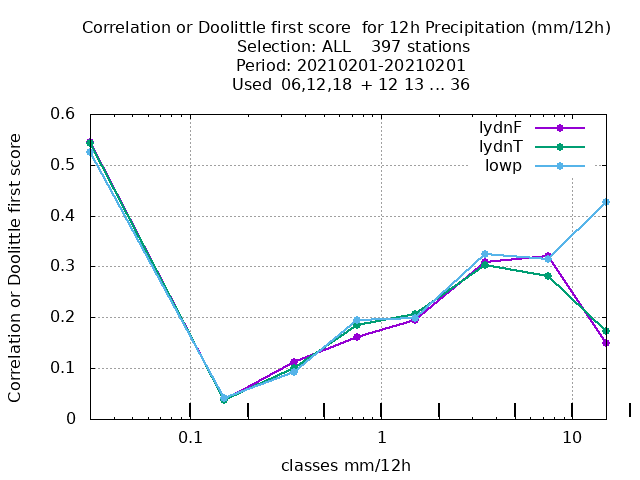 Correlation or Doolittle first score  for 12h Precipitation (mm/12h)
Selection: ALL    397 stations
Period: 20210201-20210201
Used  06,12,18  + 12 13 ... 36
Correlation or Doolittle first score
0.6
0.5
0.4
0.3
0.2
0.1
0
lydnF
lydnT
lowp
0.1
1
10
classes mm/12h